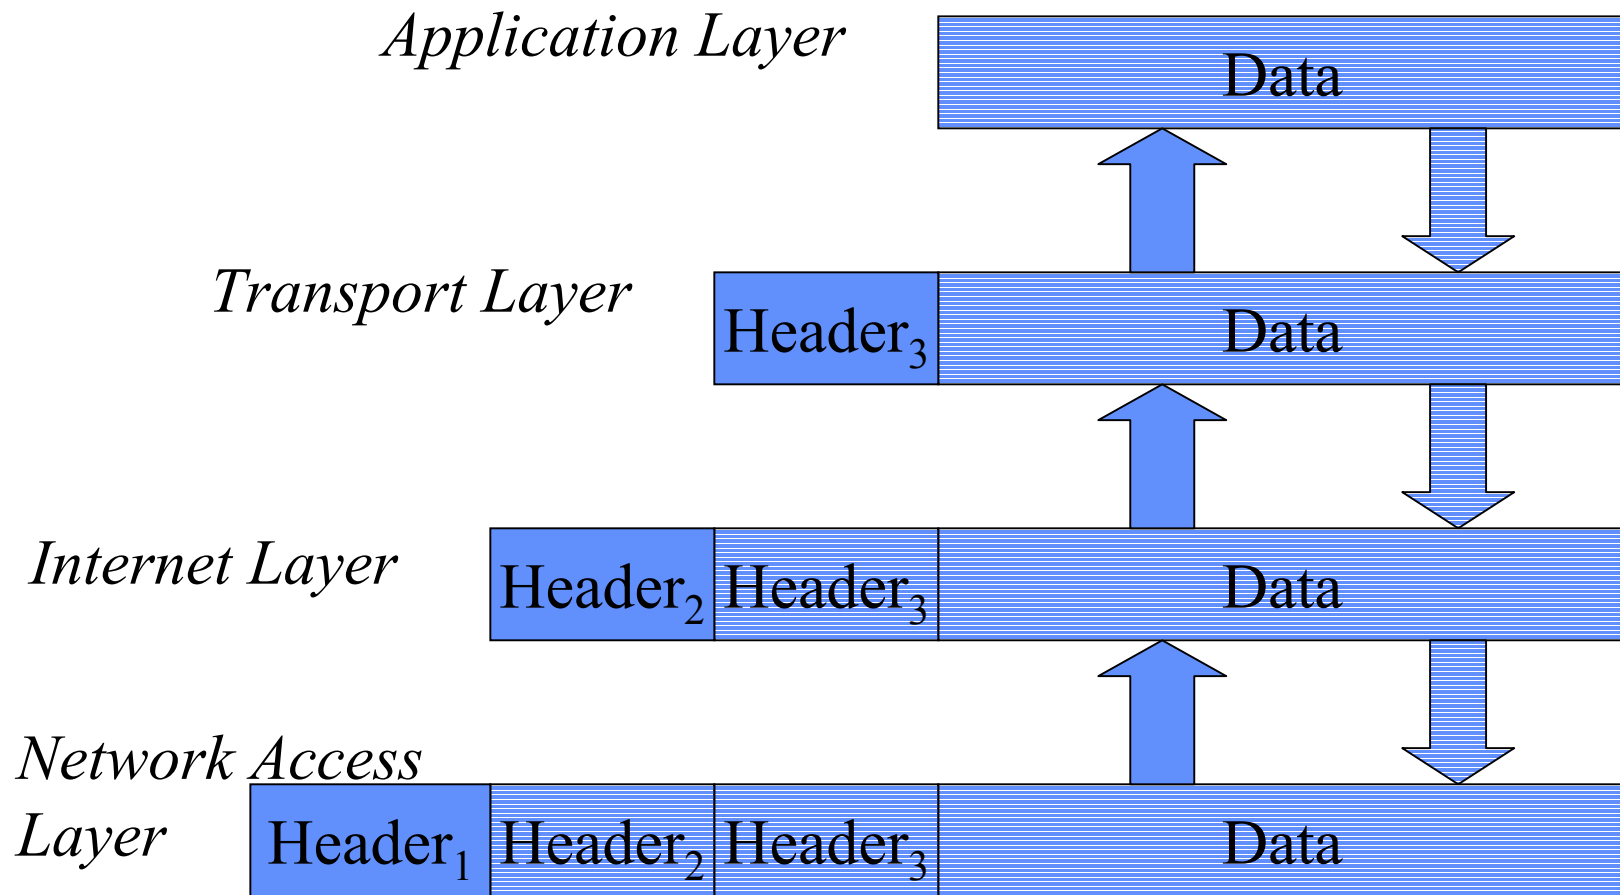 Application Layer
Data
Transport Layer
Header₃ Data
Internet Layer
Header₂ Header₃ Data
Network Access
Layer
Header₁ Header₂ Header₃ Data